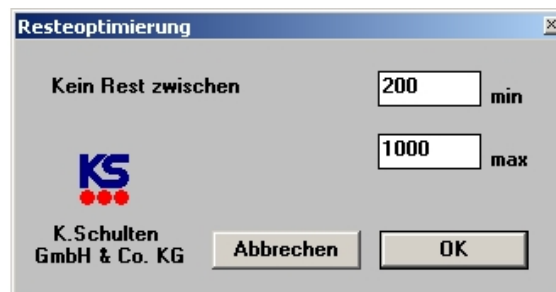 Resteoptimierung
Kein Rest zwischen
200
min
1000
max
KS
K.Schulten
GmbH & Co. KG
Abbrechen
OK